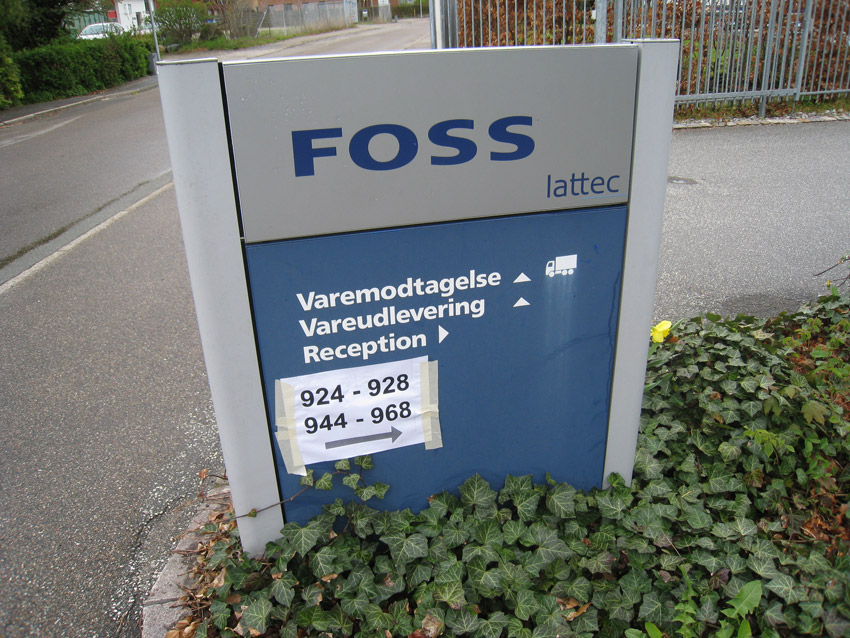 FOSS
lattec
Varemodtagelse
Vareudlevering
Reception
924 - 928
944 - 968